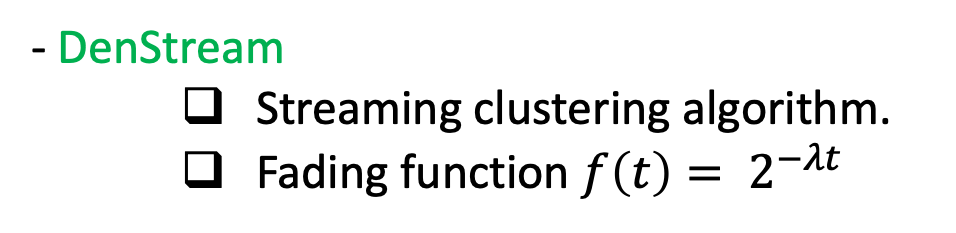 - DenStream
❑ Streaming clustering algorithm.
❑ Fading function 𝑓(𝑡) = 2^{−𝜆𝑡}